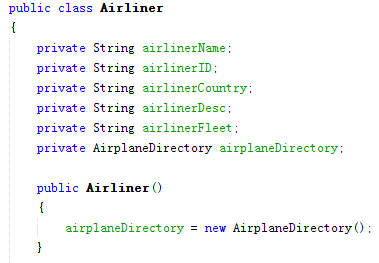 public class Airliner
{
    private String airlinerName;
    private String airlinerID;
    private String airlinerCountry;
    private String airlinerDesc;
    private String airlinerFleet;
    private AirplaneDirectory airplaneDirectory;

    public Airliner()
    {
        airplaneDirectory = new AirplaneDirectory();
    }